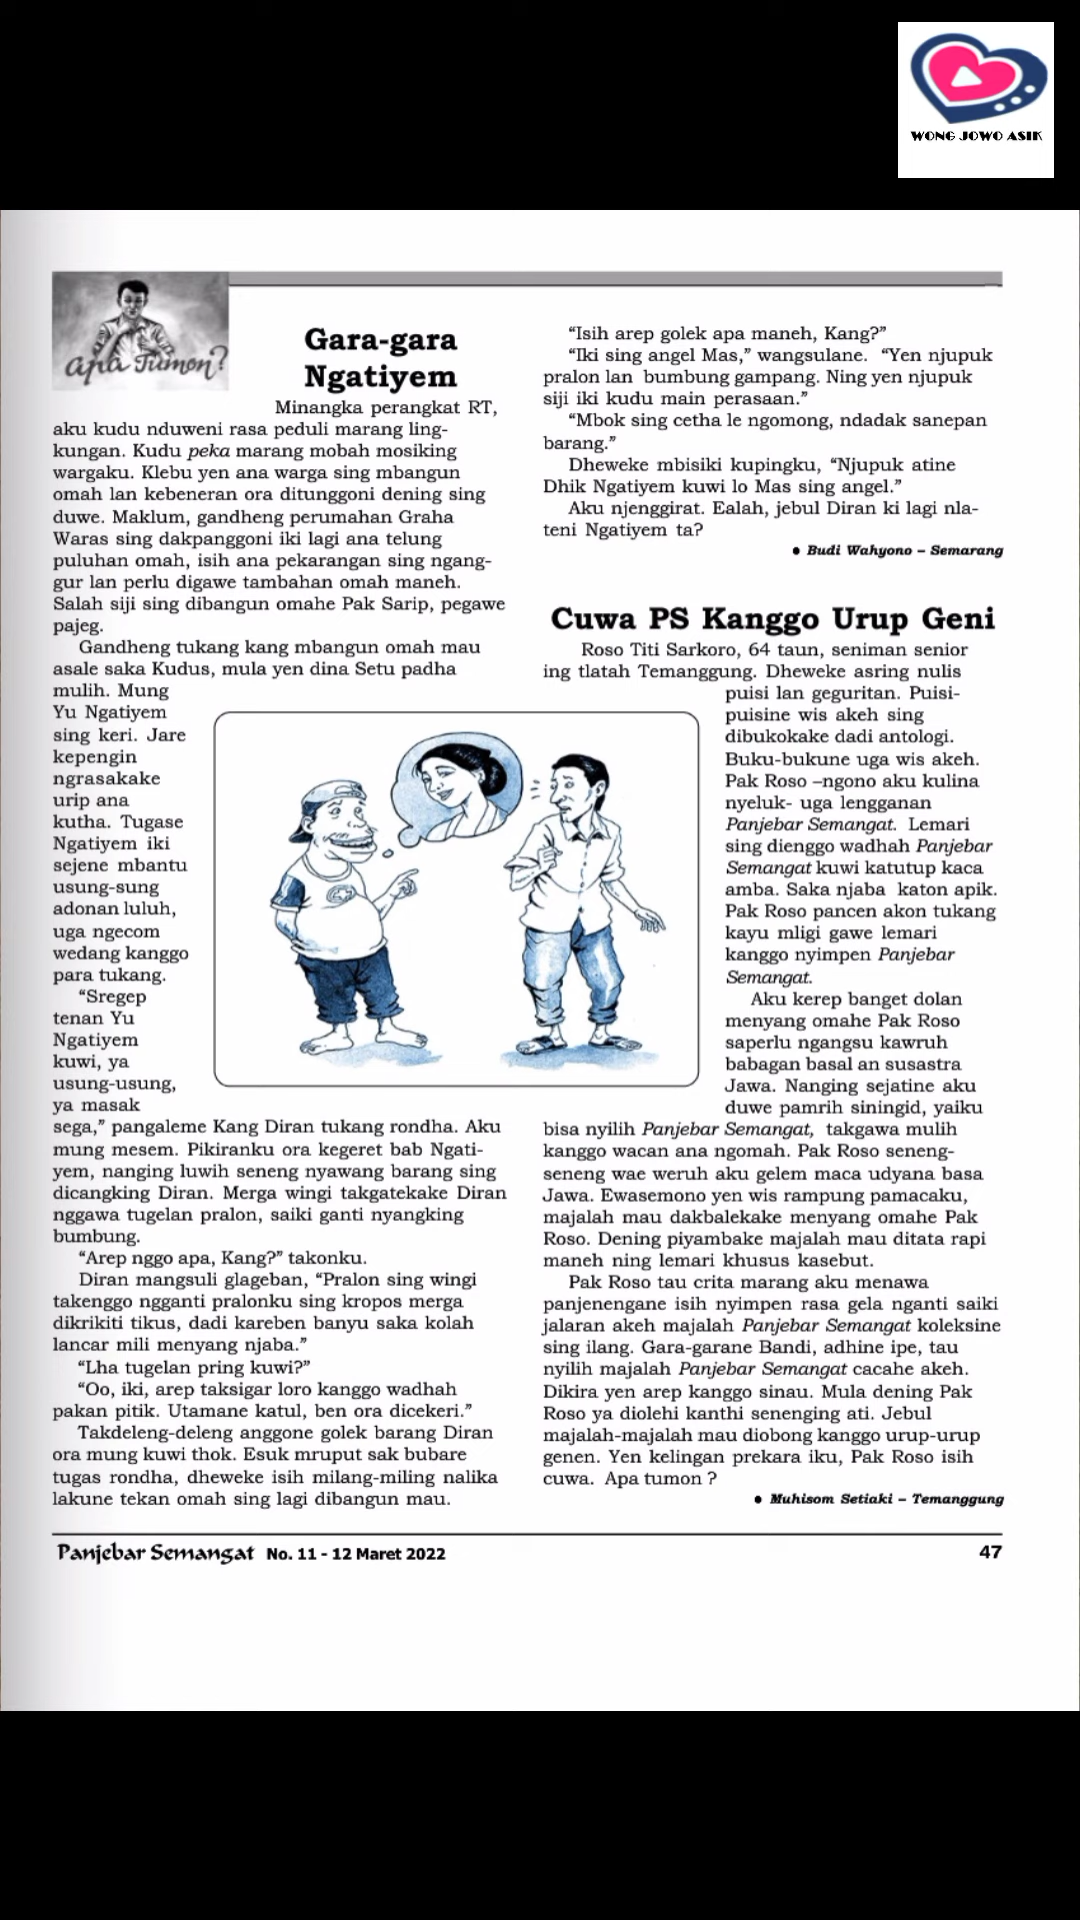 WONG JOWO ASIK
apa Tumon?
Gara-gara
Ngatiyem
Minangka perangkat RT,
aku kudu nduweni rasa peduli marang ling-
kungan. Kudu peka marang mobah mosiking
wargaku. Klebu yen ana warga sing mbangun
omah lan kebeneran ora ditunggoni dening sing
duwe. Maklum, gandheng perumahan Graha
Waras sing dakpanggoni iki lagi ana telung
puluhan omah, isih ana pekarangan sing ngang-
gur lan perlu digawe tambahan omah maneh.
Salah siji sing dibangun omahe Pak Sarip, pegawe
pajeg.
Gandheng tukang kang mbangun omah mau
asale saka Kudus, mula yen dina Setu padha
mulih. Mung
Yu Ngatiyem
sing keri. Jare
kepengin
ngrasakake
urip ana
kutha. Tugase
Ngatiyem iki
sejene mbantu
usung-sung
adonan luluh,
uga ngecom
wedang kanggo
para tukang.
“Sregep
tenan Yu
Ngatiyem
kuwi, ya
usung-usung,
ya masak
sega,” pangaleme Kang Diran tukang rondha. Aku
mung mesem. Pikiranku ora kegeret bab Ngati-
yem, nanging luwih seneng nyawang barang sing
dicangking Diran. Merga wingi takgatekake Diran
nggawa tugelan pralon, saiki ganti nyangking
bumbung.
“Arep nggo apa, Kang?” takonku.
Diran mangsuli glageban, “Pralon sing wingi
takenggo ngganti pralonku sing kropos merga
dikrikiti tikus, dadi kareben banyu saka kolah
lancar mili menyang njaba.”
“Lha tugelan pring kuwi?”
“Oo, iki, arep taksigar loro kanggo wadhah
pakan pitik. Utamane katul, ben ora dicekeri.”
Takdeleng-deleng anggone golek barang Diran
ora mung kuwi thok. Esuk mruput sak bubare
tugas rondha, dheweke isih milang-miling nalika
lakune tekan omah sing lagi dibangun mau.
“Isih arep golek apa maneh, Kang?”
“Iki sing angel Mas,” wangsulane. “Yen njupuk
pralon lan bumbung gampang. Ning yen njupuk
siji iki kudu main perasaan.”
“Mbok sing cetha le ngomong, ndadak sanepan
barang.”
Dheweke mbisiki kupingku, “Njupuk atine
Dhik Ngatiyem kuwi lo Mas sing angel.”
Aku njenggirat. Ealah, jebul Diran ki lagi nla-
teni Ngatiyem ta?
● Budi Wahyono – Semarang
Cuwa PS Kanggo Urup Geni
Roso Titi Sarkoro, 64 taun, seniman senior
ing tlatah Temanggung. Dheweke asring nulis
puisi lan geguritan. Puisi-
puisine wis akeh sing
dibukokake dadi antologi.
Buku-bukune uga wis akeh.
Pak Roso –ngono aku kulina
nyeluk- uga lengganan
Panjebar Semangat. Lemari
sing dienggo wadhah Panjebar
Semangat kuwi katutup kaca
amba. Saka njaba katon apik.
Pak Roso pancen akon tukang
kayu mligi gawe lemari
kanggo nyimpen Panjebar
Semangat.
Aku kerep banget dolan
menyang omahe Pak Roso
saperlu ngangsu kawruh
babagan basal an susastra
Jawa. Nanging sejatine aku
duwe pamrih siningid, yaiku
bisa nyilih Panjebar Semangat, takgawa mulih
kanggo wacan ana ngomah. Pak Roso seneng-
seneng wae weruh aku gelem maca udyana basa
Jawa. Ewasemono yen wis rampung pamacaku,
majalah mau dakbalekake menyang omahe Pak
Roso. Dening piyambake majalah mau ditata rapi
maneh ning lemari khusus kasebut.
Pak Roso tau crita marang aku menawa
panjenengane isih nyimpen rasa gela nganti saiki
jalaran akeh majalah Panjebar Semangat koleksine
sing ilang. Gara-garane Bandi, adhine ipe, tau
nyilih majalah Panjebar Semangat cacahe akeh.
Dikira yen arep kanggo sinau. Mula dening Pak
Roso ya diolehi kanthi senenging ati. Jebul
majalah-majalah mau diobong kanggo urup-urup
genen. Yen kelingan prekara iku, Pak Roso isih
cuwa. Apa tumon ?
● Muhisom Setiaki – Temanggung
Panjebar Semangat No. 11 - 12 Maret 2022
47